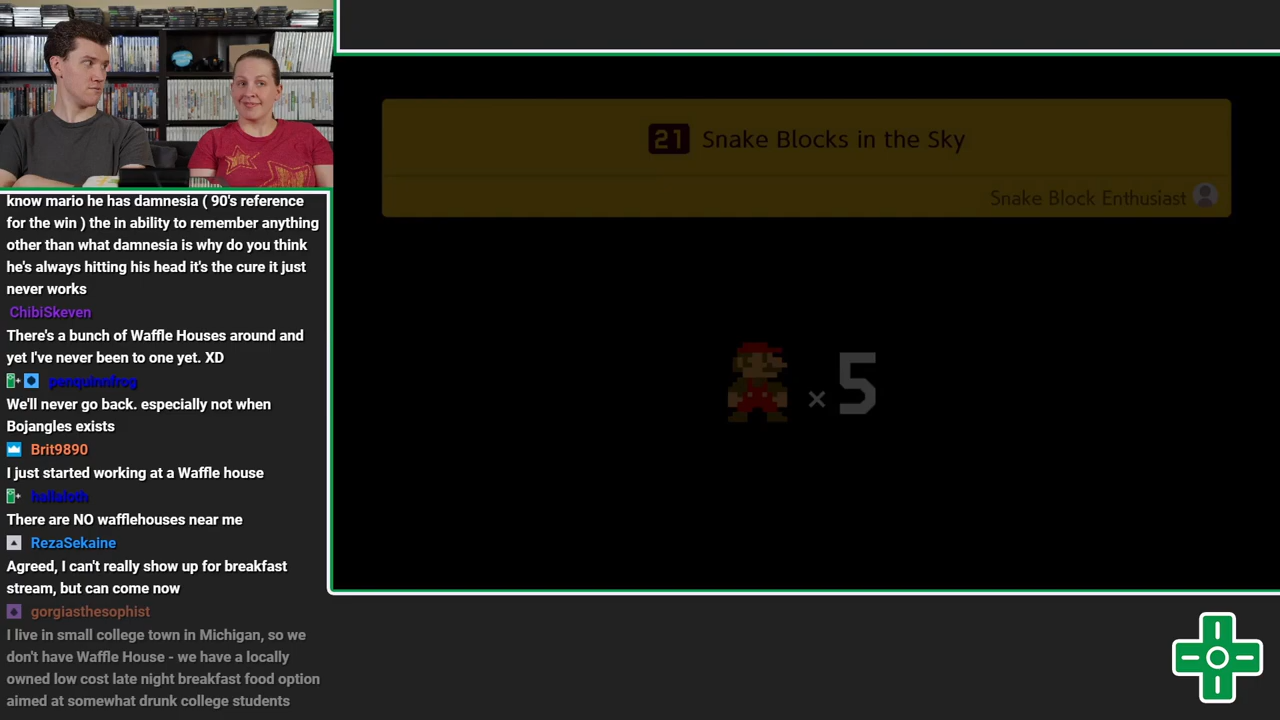 21 Snake Blocks in the Sky
Snake Block Enthusiast
× 5
know mario he has damnesia ( 90's reference
for the win ) the in ability to remember anything
other than what damnesia is why do you think
he's always hitting his head it's the cure it just
never works
ChibiSkeven
There's a bunch of Waffle Houses around and
yet I've never been to one yet. XD
penquinnfrog
We'll never go back. especially not when
Bojangles exists
Brit9890
I just started working at a Waffle house
hallaloth
There are NO wafflehouses near me
RezaSekaine
Agreed, I can't really show up for breakfast
stream, but can come now
gorgiasthesophist
I live in small college town in Michigan, so we
don't have Waffle House - we have a locally
owned low cost late night breakfast food option
aimed at somewhat drunk college students